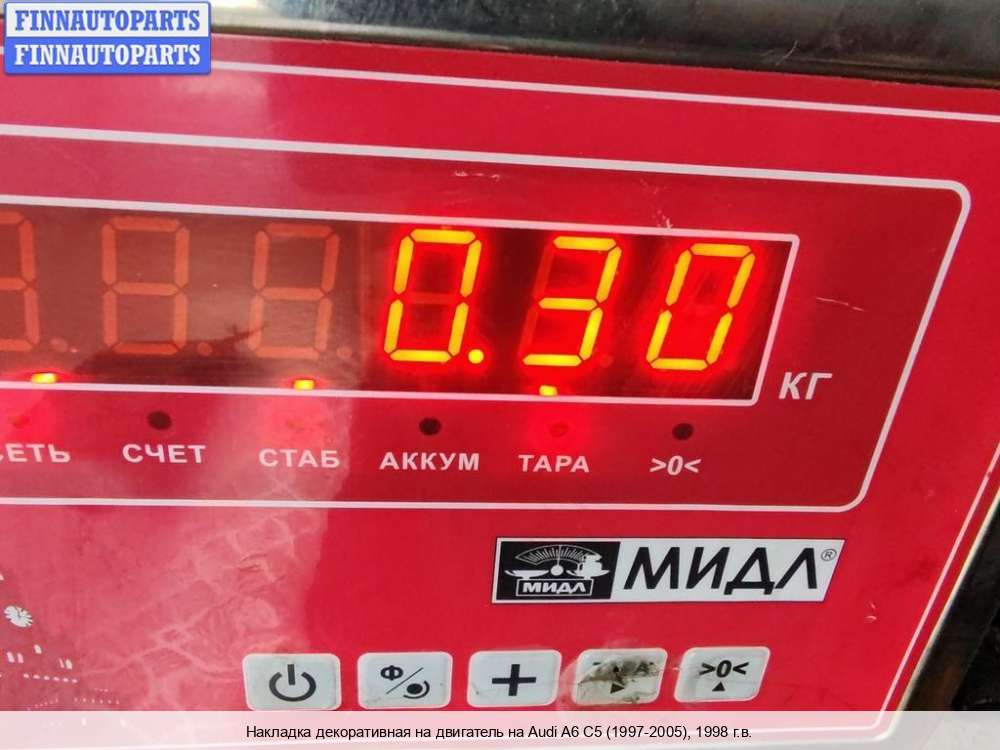 FINNAUTOPARTS
FINNAUTOPARTS
0.30
КГ
СЕТЬ СЧЕТ СТАБ АККУМ ТАРА >0<
МИДЛ МИДЛ®
Ф >0<
Накладка декоративная на двигатель на Audi A6 C5 (1997-2005), 1998 г.в.